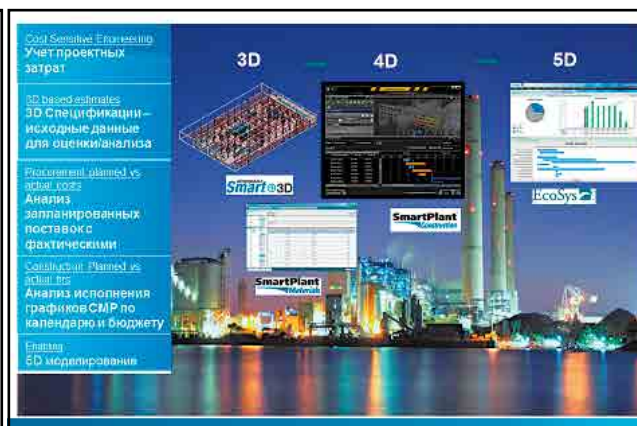 Cost Sensitive Engineering
Учет проектных
затрат
3D based estimates
3D Спецификации –
исходные данные
для оценки/анализа
Procurement planned vs
actual costs
Анализ
запланированных
поставок с
фактическими
Construction Planned vs
actual hrs
Анализ исполнения
графиков СМР по
календарю и бюджету
Enabling
5D моделирование
3D
4D
5D
Smart 3D
SmartPlant
Construction
EcoSys
SmartPlant
Materials